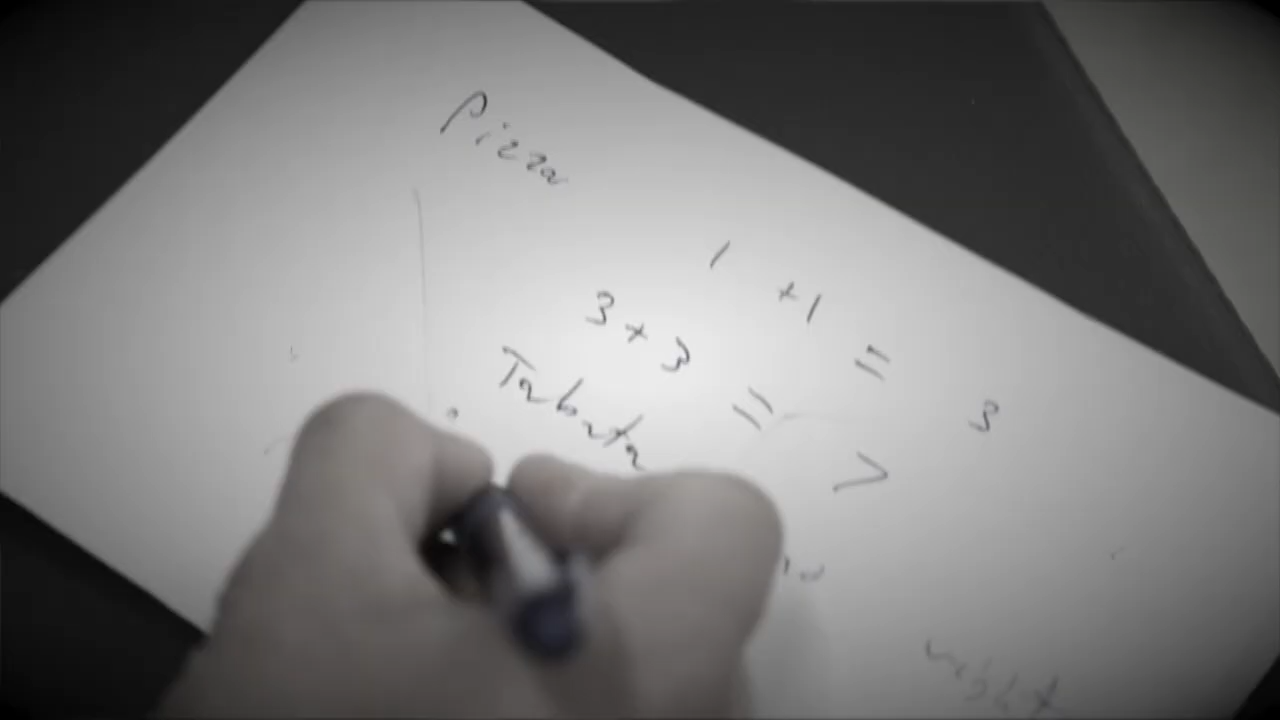 Pizza
1 + 1 = 3
3 + 3 = 7
Tabata